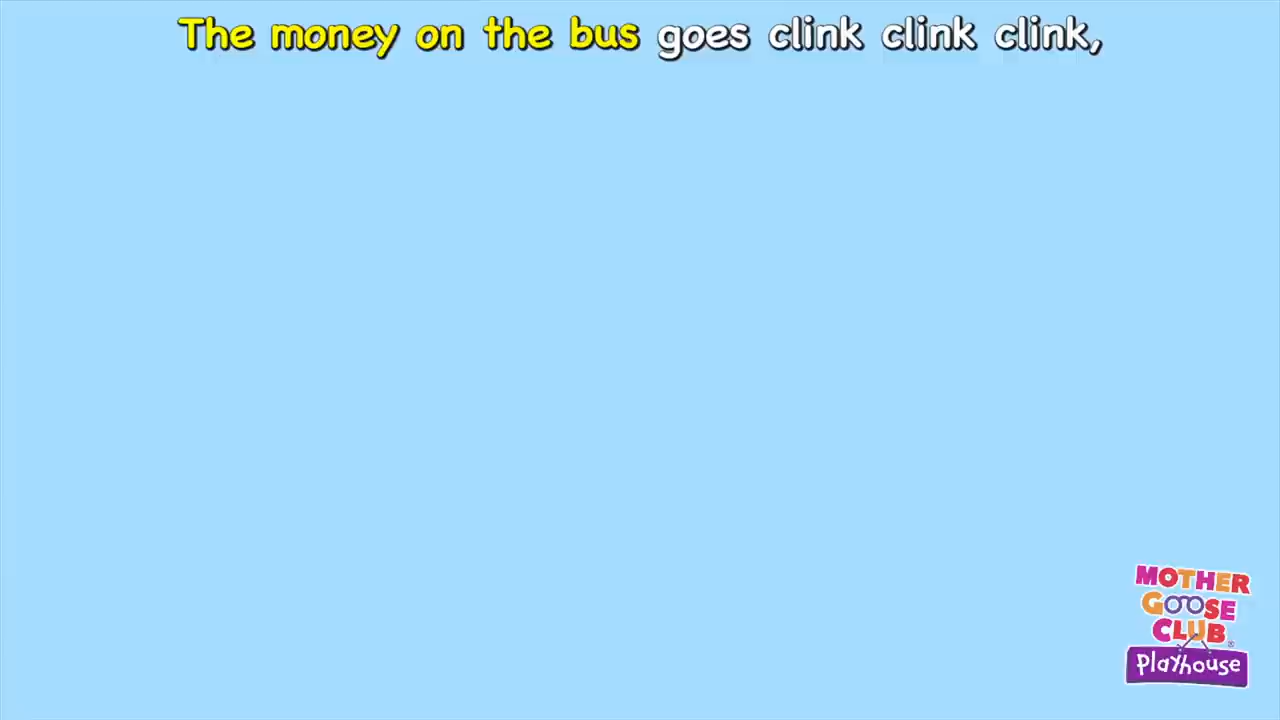 The money on the bus goes clink clink clink,
MOTHER
GOOSE
CLUB
Playhouse